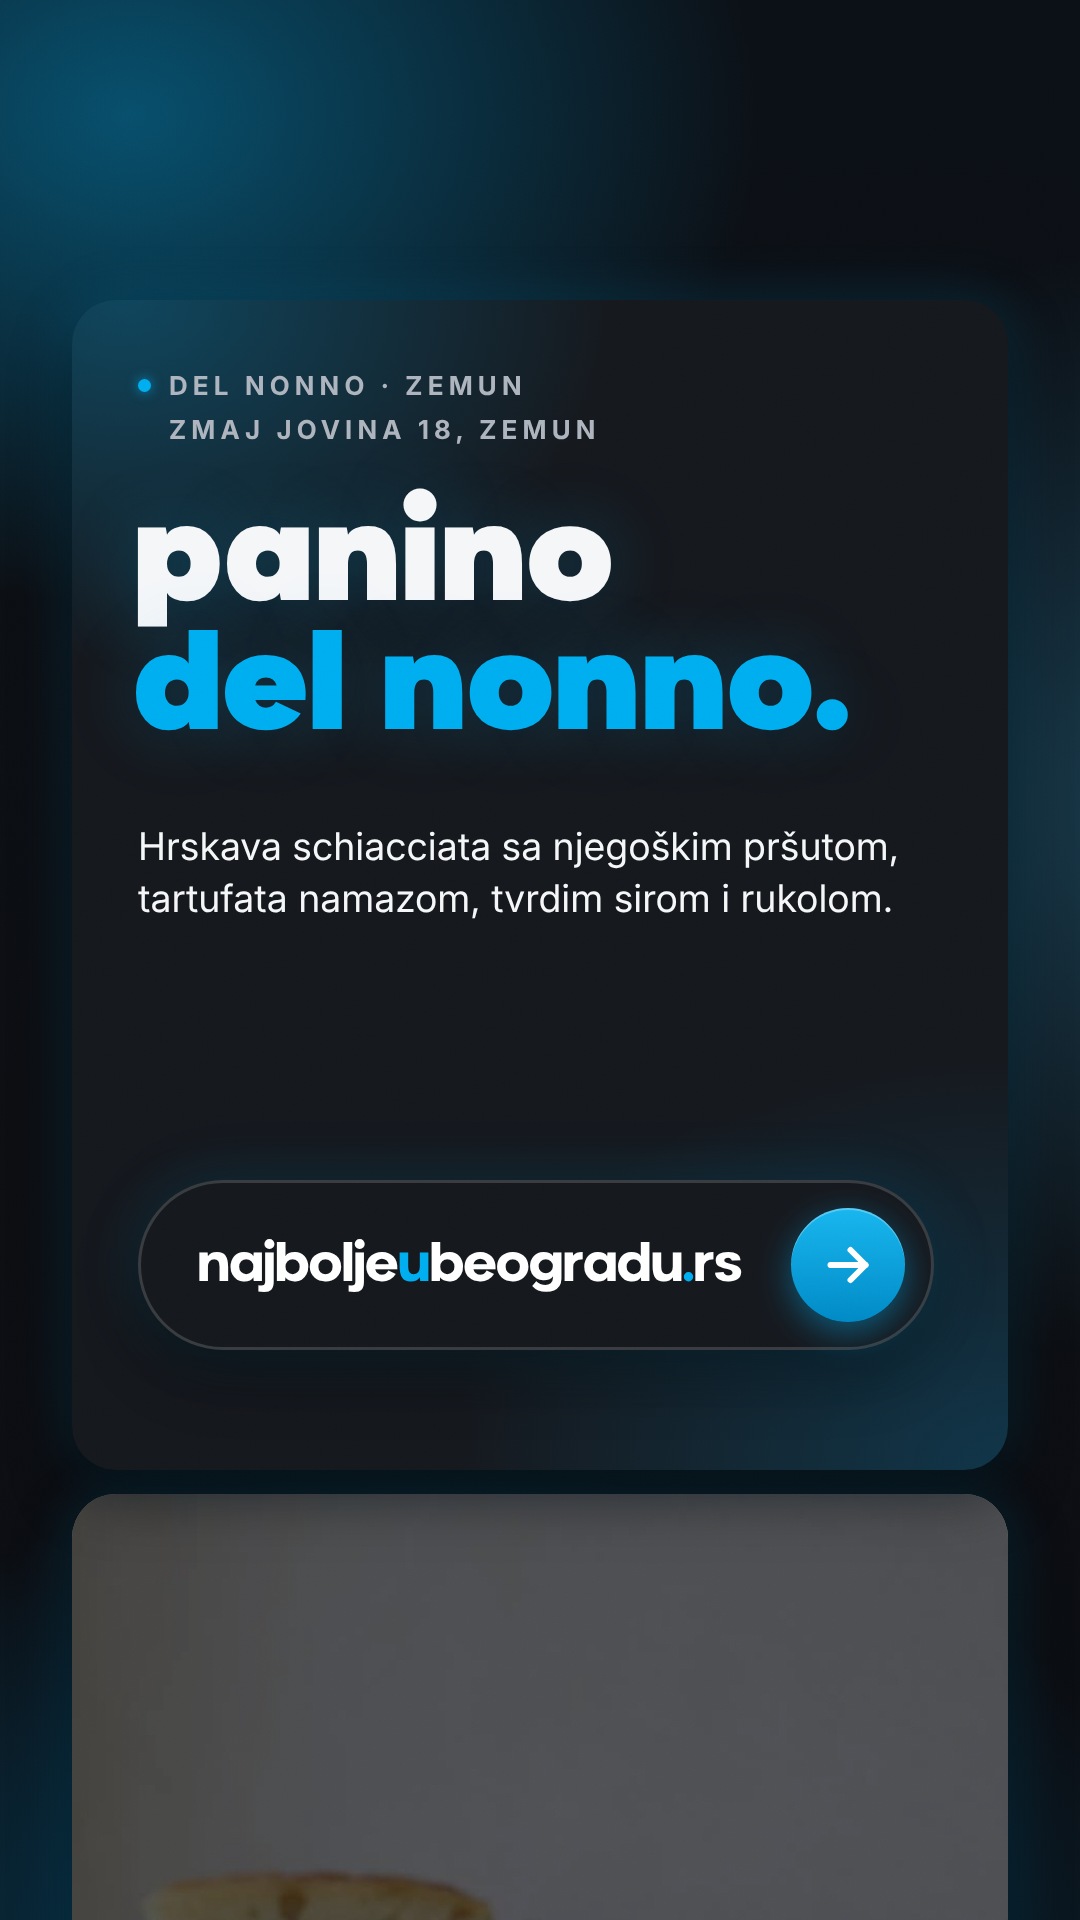 DEL NONNO · ZEMUN
ZMAJ JOVINA 18, ZEMUN
panino
del nonno.
Hrskava schiacciata sa njegoškim pršutom,
tartufata namazom, tvrdim sirom i rukolom.
najboljeubeogradu.rs